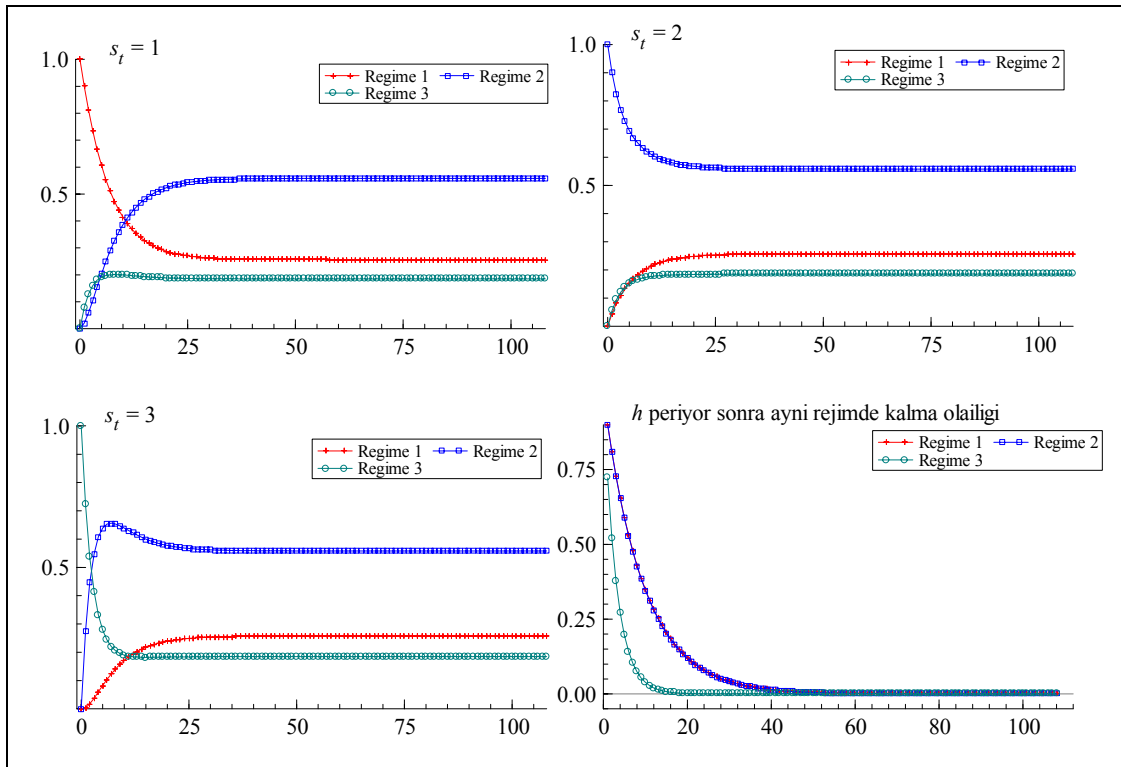 s_t = 1
1.0
0.5
Regime 1
Regime 2
Regime 3
0 25 50 75 100
s_t = 2
1.0
0.5
Regime 1
Regime 2
Regime 3
0 25 50 75 100
s_t = 3
1.0
0.5
Regime 1
Regime 2
Regime 3
0 25 50 75 100
h periyor sonra ayni rejimde kalma olailigi
Regime 1
Regime 2
Regime 3
0.75
0.50
0.25
0.00
0 20 40 60 80 100